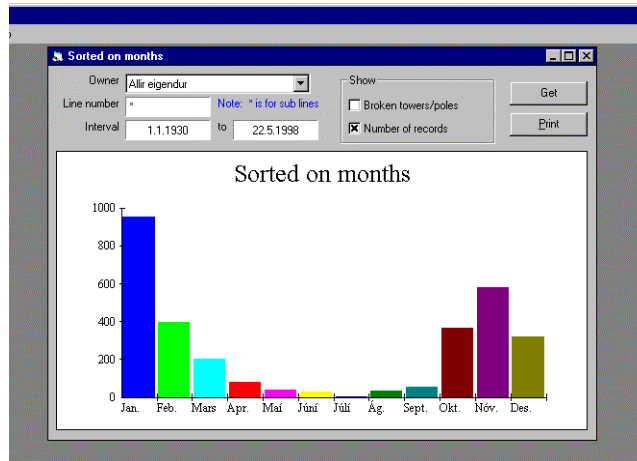 Sorted on months
Owner Allir eigendur
Line number * Note: * is for sub lines
Interval 1.1.1930 to 22.5.1998
Show
Broken towers/poles
Number of records
Get
Print
Sorted on months
1000
800
600
400
200
0
Jan. Feb. Mars Apr. Maí Júní Júlí Ág. Sept. Okt. Nóv. Des.